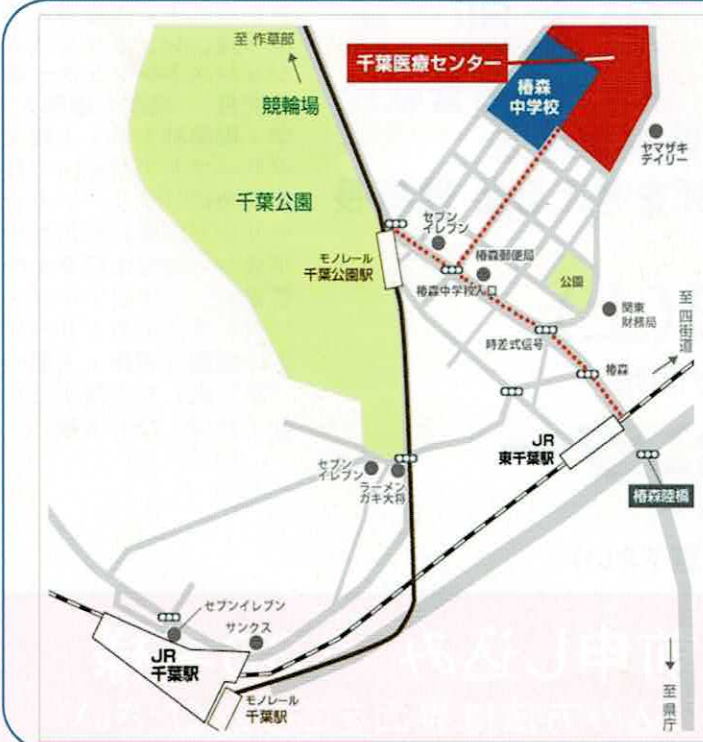 至 作草部
競輪場
千葉公園
千葉医療センター
椿森
中学校
ヤマザキ
デイリー
セブン
イレブン
椿森郵便局
モノレール
千葉公園駅
椿森中学校入口
公園
関東
財務局
至 四街道
時差式信号
椿森
JR
東千葉駅
椿森陸橋
セブン
イレブン
ラーメン
ガキ大将
セブンイレブン
サンクス
JR
千葉駅
モノレール
千葉駅
至 県庁